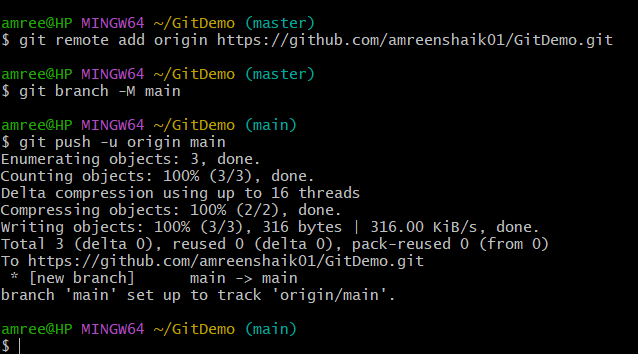 amree@HP MINGW64 ~/GitDemo (master)
$ git remote add origin https://github.com/amreenshaik01/GitDemo.git
amree@HP MINGW64 ~/GitDemo (master)
$ git branch -M main
amree@HP MINGW64 ~/GitDemo (main)
$ git push -u origin main
Enumerating objects: 3, done.
Counting objects: 100% (3/3), done.
Delta compression using up to 16 threads
Compressing objects: 100% (2/2), done.
Writing objects: 100% (3/3), 316 bytes | 316.00 KiB/s, done.
Total 3 (delta 0), reused 0 (delta 0), pack-reused 0 (from 0)
To https://github.com/amreenshaik01/GitDemo.git
 * [new branch]      main -> main
branch 'main' set up to track 'origin/main'.
amree@HP MINGW64 ~/GitDemo (main)
$